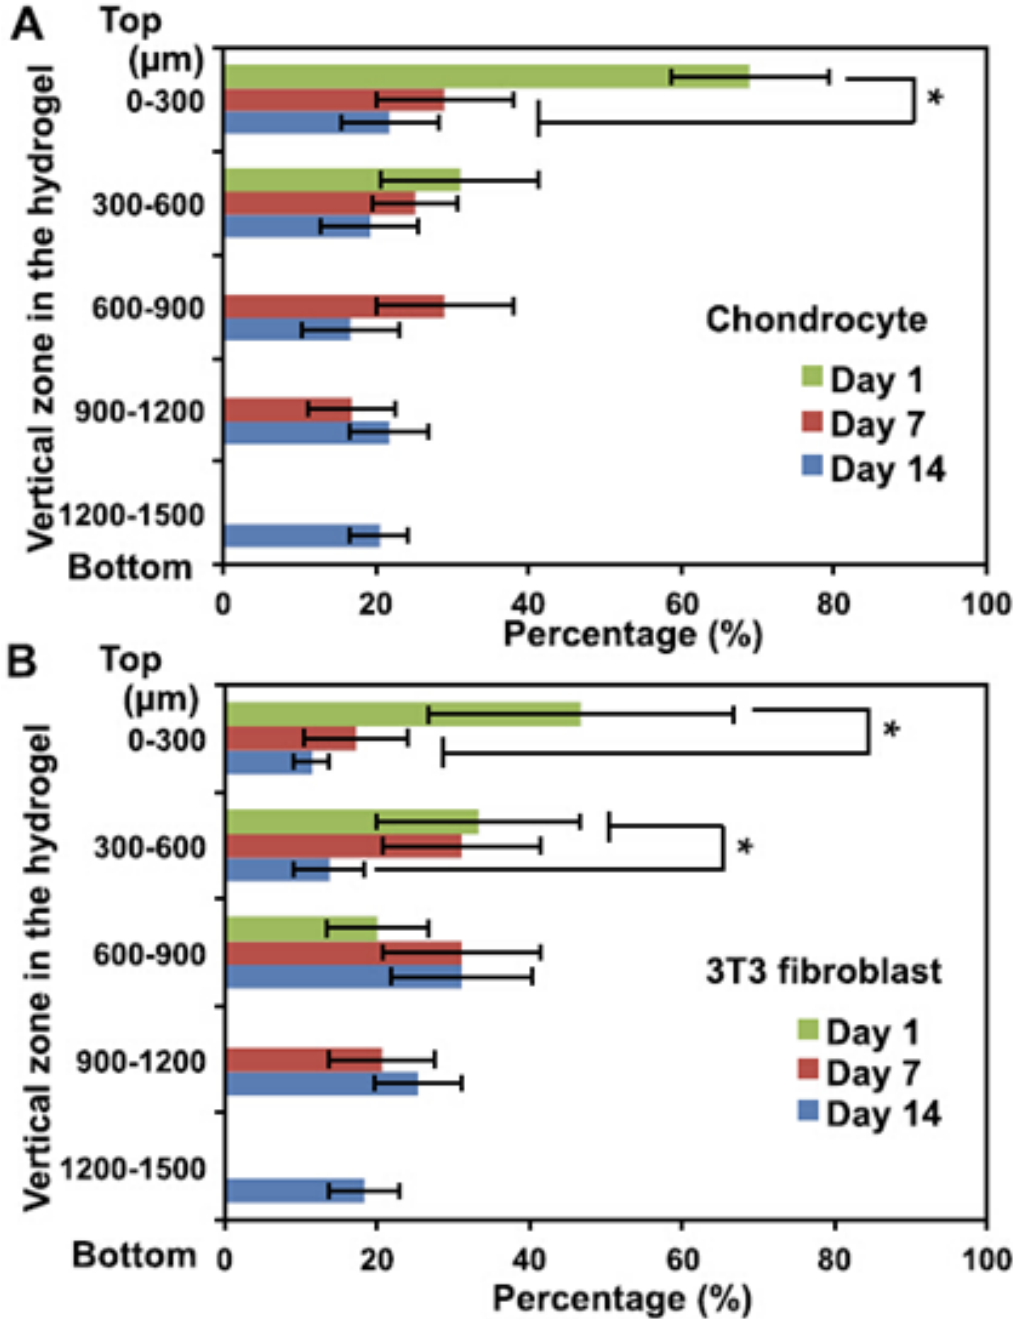 A
Top
(μm)
0-300
*
300-600
600-900
900-1200
1200-1500
Bottom
Vertical zone in the hydrogel
Chondrocyte
Day 1
Day 7
Day 14
0 20 40 60 80 100
Percentage (%)
B
Top
(μm)
0-300
*
300-600
*
600-900
900-1200
1200-1500
Bottom
Vertical zone in the hydrogel
3T3 fibroblast
Day 1
Day 7
Day 14
0 20 40 60 80 100
Percentage (%)